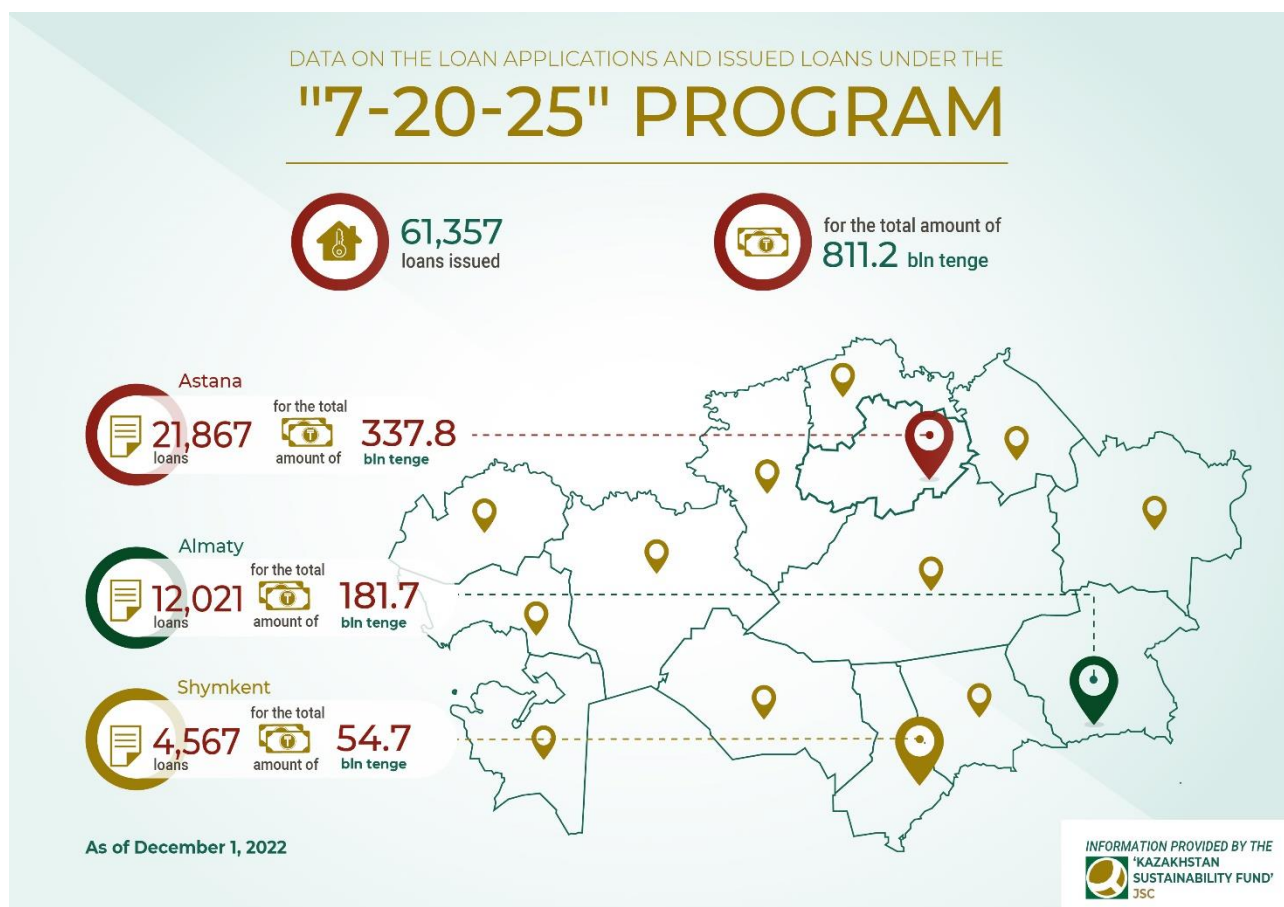 DATA ON THE LOAN APPLICATIONS AND ISSUED LOANS UNDER THE
"7-20-25" PROGRAM
61,357
loans issued
for the total amount of
811.2 bln tenge
Astana
21,867
loans
for the total
amount of
337.8
bln tenge
Almaty
12,021
loans
for the total
amount of
181.7
bln tenge
Shymkent
4,567
loans
for the total
amount of
54.7
bln tenge
As of December 1, 2022
INFORMATION PROVIDED BY THE
'KAZAKHSTAN
SUSTAINABILITY FUND'
JSC